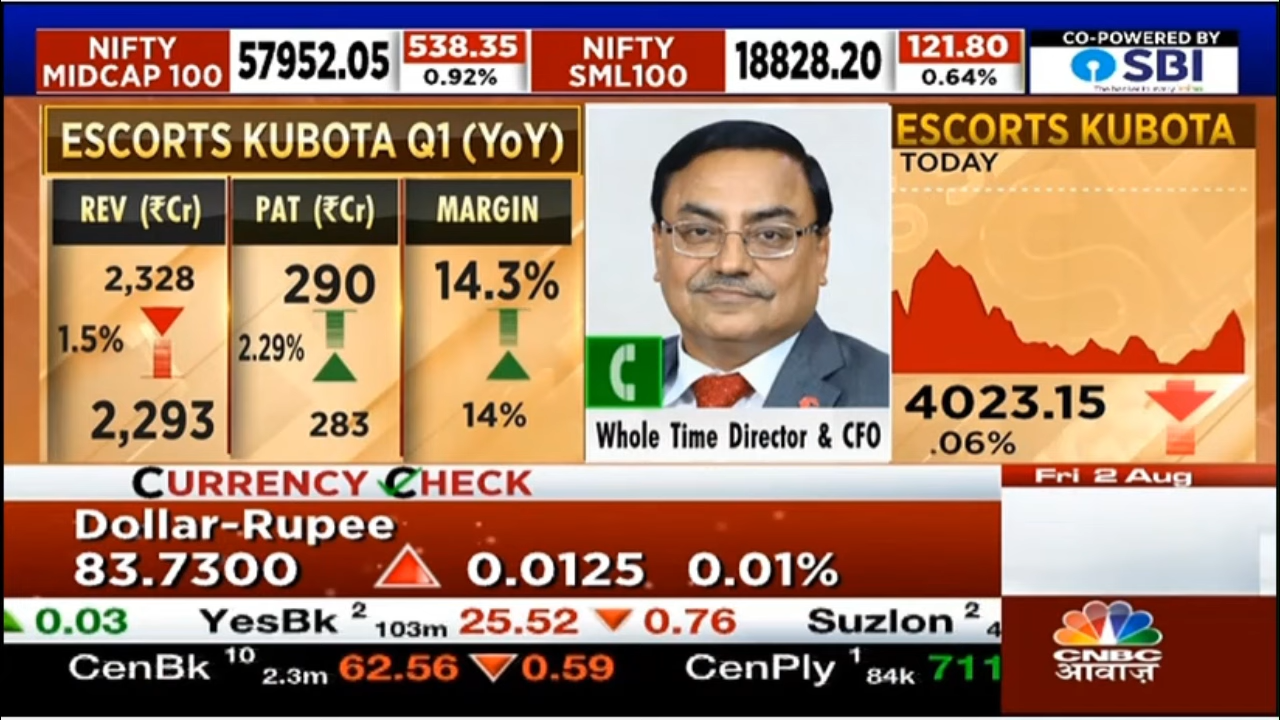 NIFTY MIDCAP 100
57952.05
538.35
0.92%
NIFTY SML100
18828.20
121.80
0.64%
CO-POWERED BY
SBI
ESCORTS KUBOTA Q1 (YoY)
REV (₹Cr)
PAT (₹Cr)
MARGIN
2,328
290
14.3%
1.5%
2.29%
2,293
283
14%
Whole Time Director & CFO
ESCORTS KUBOTA
TODAY
4023.15
.06%
CURRENCY CHECK
Fri 2 Aug
Dollar-Rupee
83.7300 0.0125 0.01%
0.03 YesBk 2 103m 25.52 0.76 Suzlon 2 4
CenBk 10 2.3m 62.56 0.59 CenPly 1 84k 711
CNBC
आवाज़